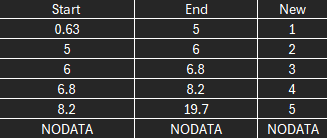 Start End New
0.63 5 1
5 6 2
6 6.8 3
6.8 8.2 4
8.2 19.7 5
NODATA NODATA NODATA